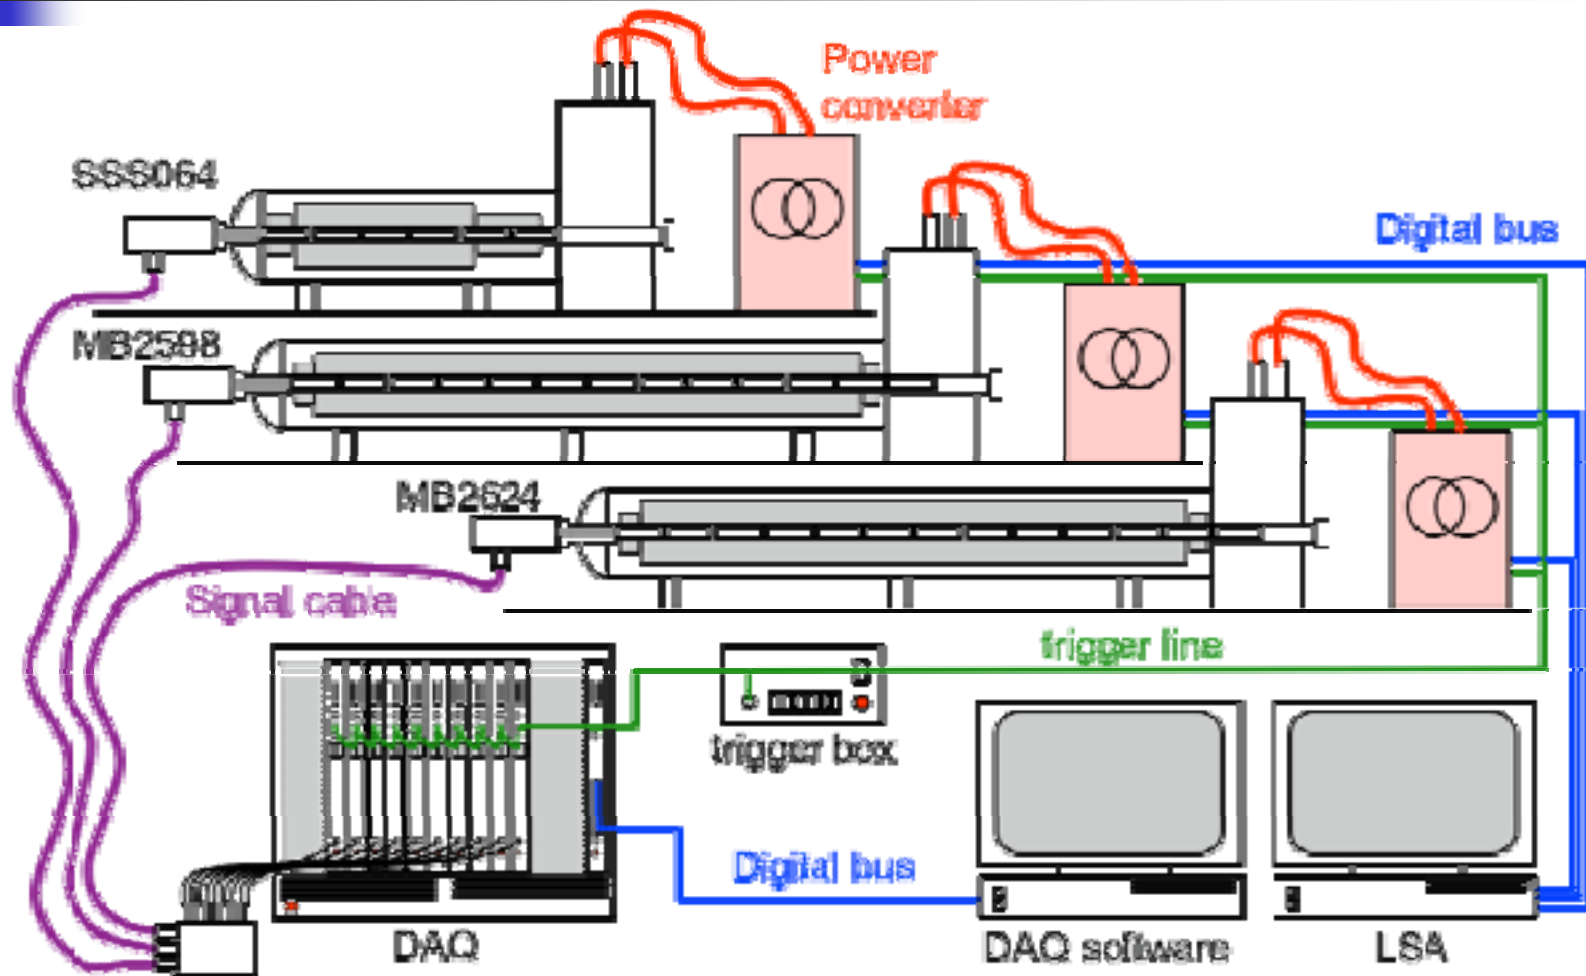 Power
converter
SSS064
Digital bus
MB2598
MB2624
Signal cable
trigger line
trigger box
Digital bus
DAQ
DAQ software
LSA